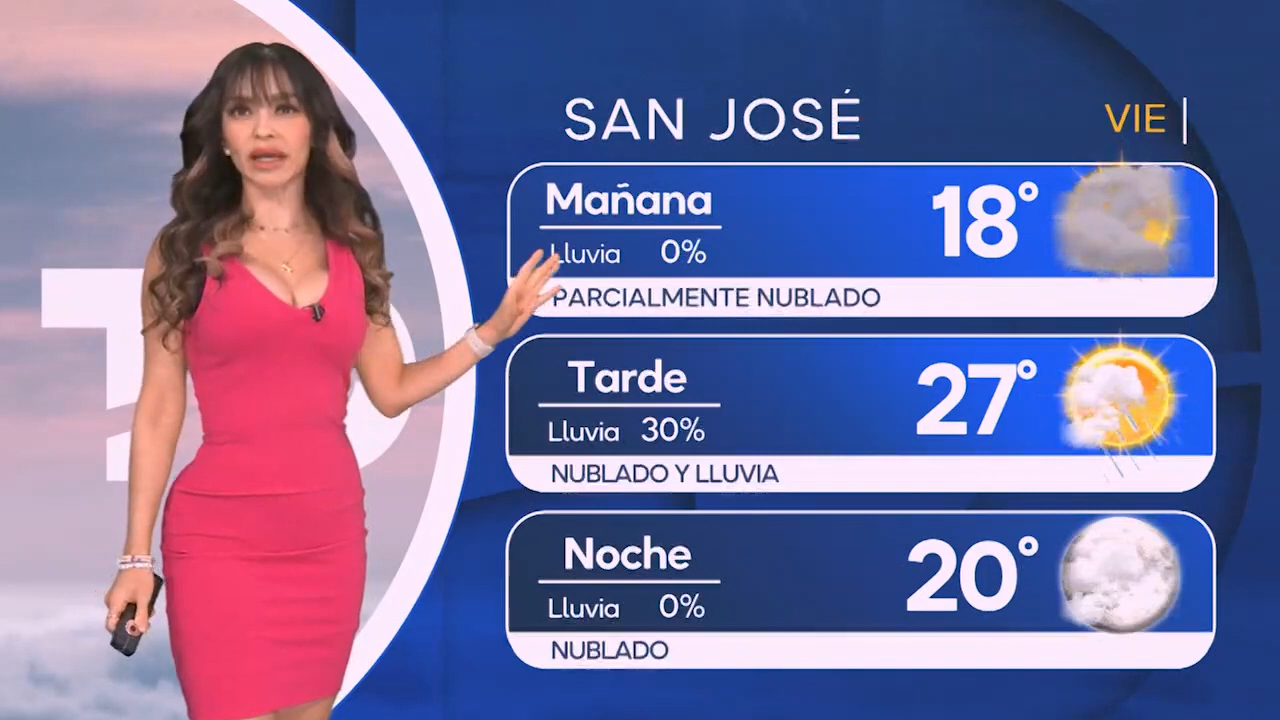 SAN JOSÉ
VIE |
Mañana
18°
Lluvia 0%
PARCIALMENTE NUBLADO
Tarde
27°
Lluvia 30%
NUBLADO Y LLUVIA
Noche
20°
Lluvia 0%
NUBLADO